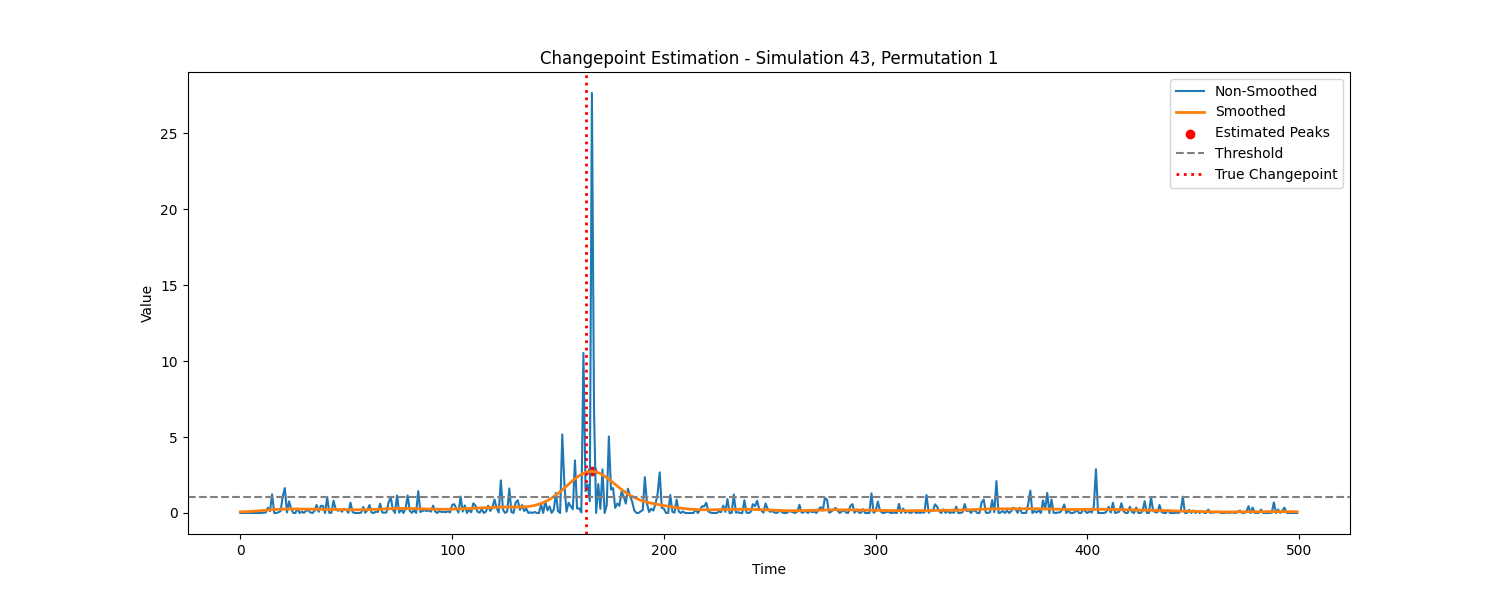 Changepoint Estimation - Simulation 43, Permutation 1
Non-Smoothed
Smoothed
Estimated Peaks
Threshold
True Changepoint
Value
25
20
15
10
5
0
0 100 200 300 400 500
Time